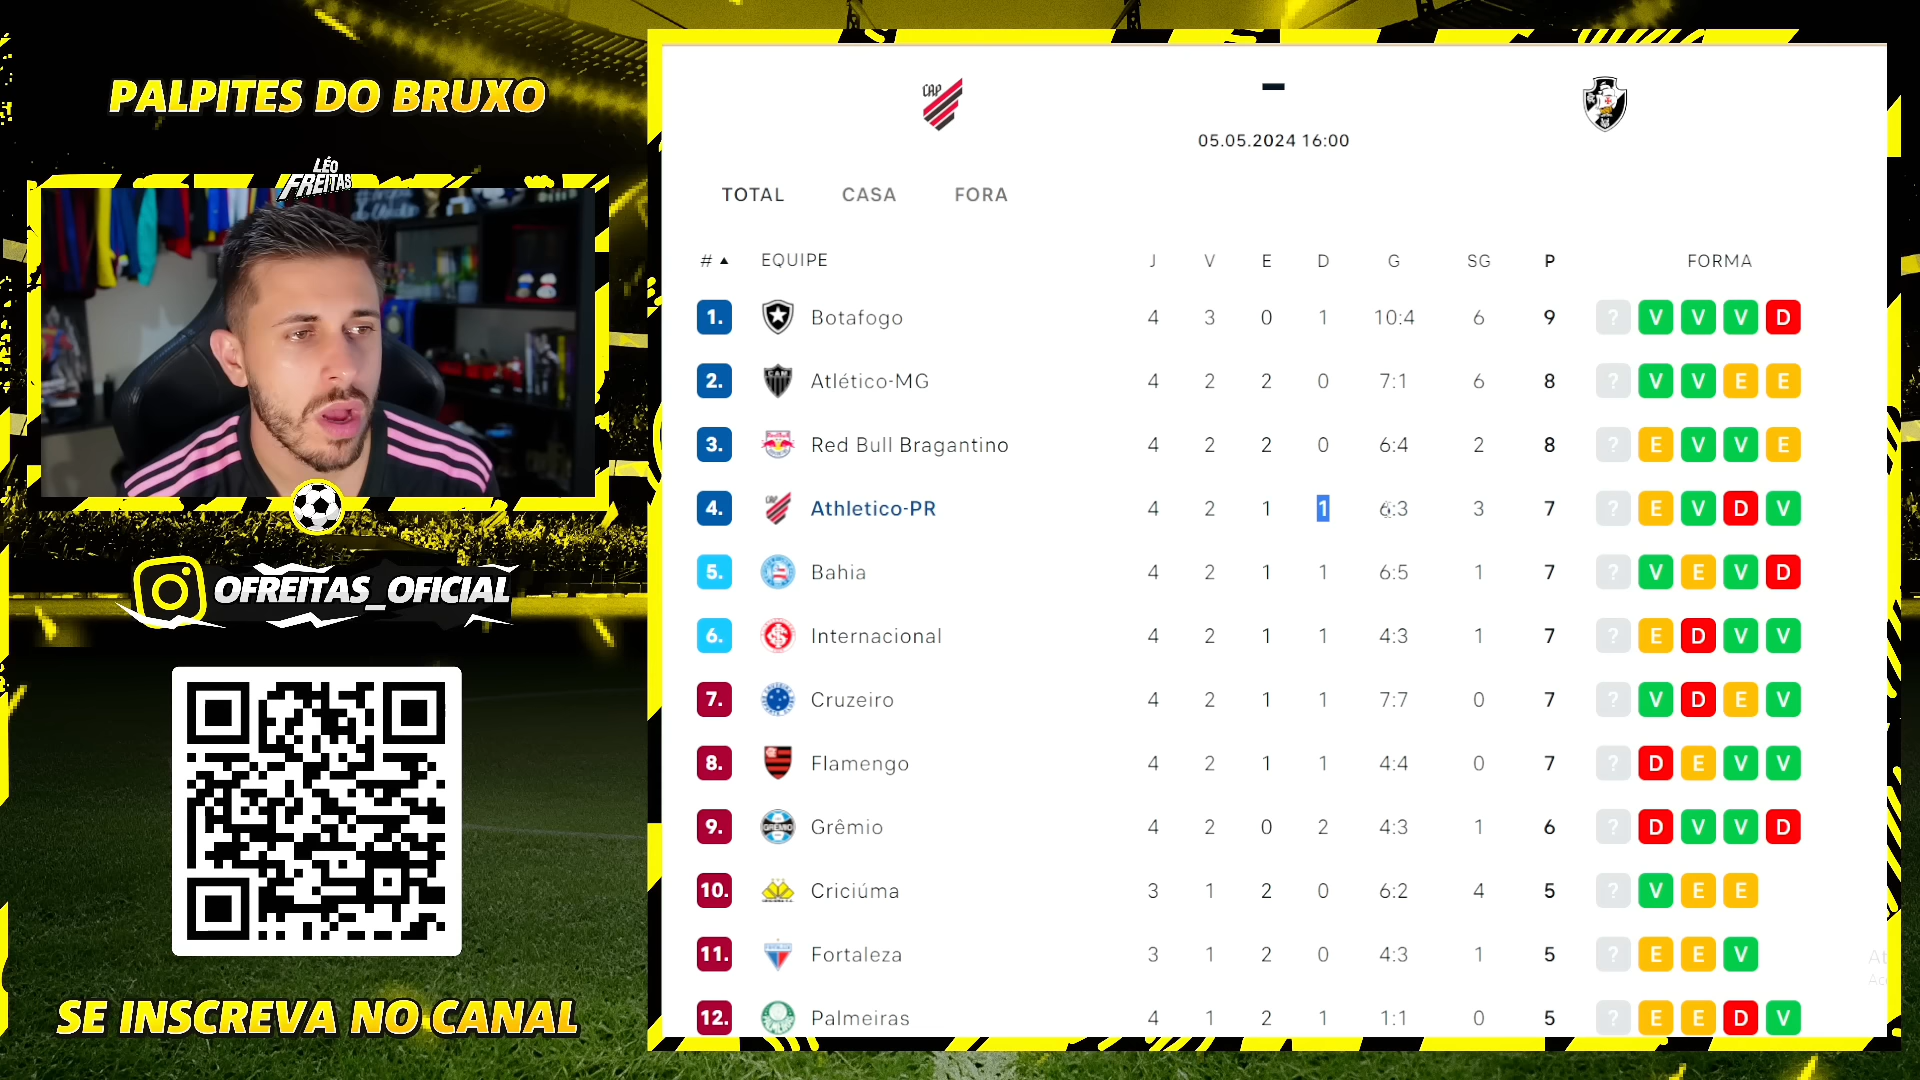 PALPITES DO BRUXO
LÉO
FREITAS
OFREITAS_OFICIAL
SE INSCREVA NO CANAL
CAP
05.05.2024 16:00
TOTAL CASA FORA
# EQUIPE J V E D G SG P FORMA
1. Botafogo 4 3 0 1 10:4 6 9 ? V V V D
2. Atlético-MG 4 2 2 0 7:1 6 8 ? V V E E
3. Red Bull Bragantino 4 2 2 0 6:4 2 8 ? E V V E
4. Athletico-PR 4 2 1 1 6:3 3 7 ? E V D V
5. Bahia 4 2 1 1 6:5 1 7 ? V E V D
6. Internacional 4 2 1 1 4:3 1 7 ? E D V V
7. Cruzeiro 4 2 1 1 7:7 0 7 ? V D E V
8. Flamengo 4 2 1 1 4:4 0 7 ? D E V V
9. Grêmio 4 2 0 2 4:3 1 6 ? D V V D
10. Criciúma 3 1 2 0 6:2 4 5 ? V E E
11. Fortaleza 3 1 2 0 4:3 1 5 ? E E V
12. Palmeiras 4 1 2 1 1:1 0 5 ? E E D V